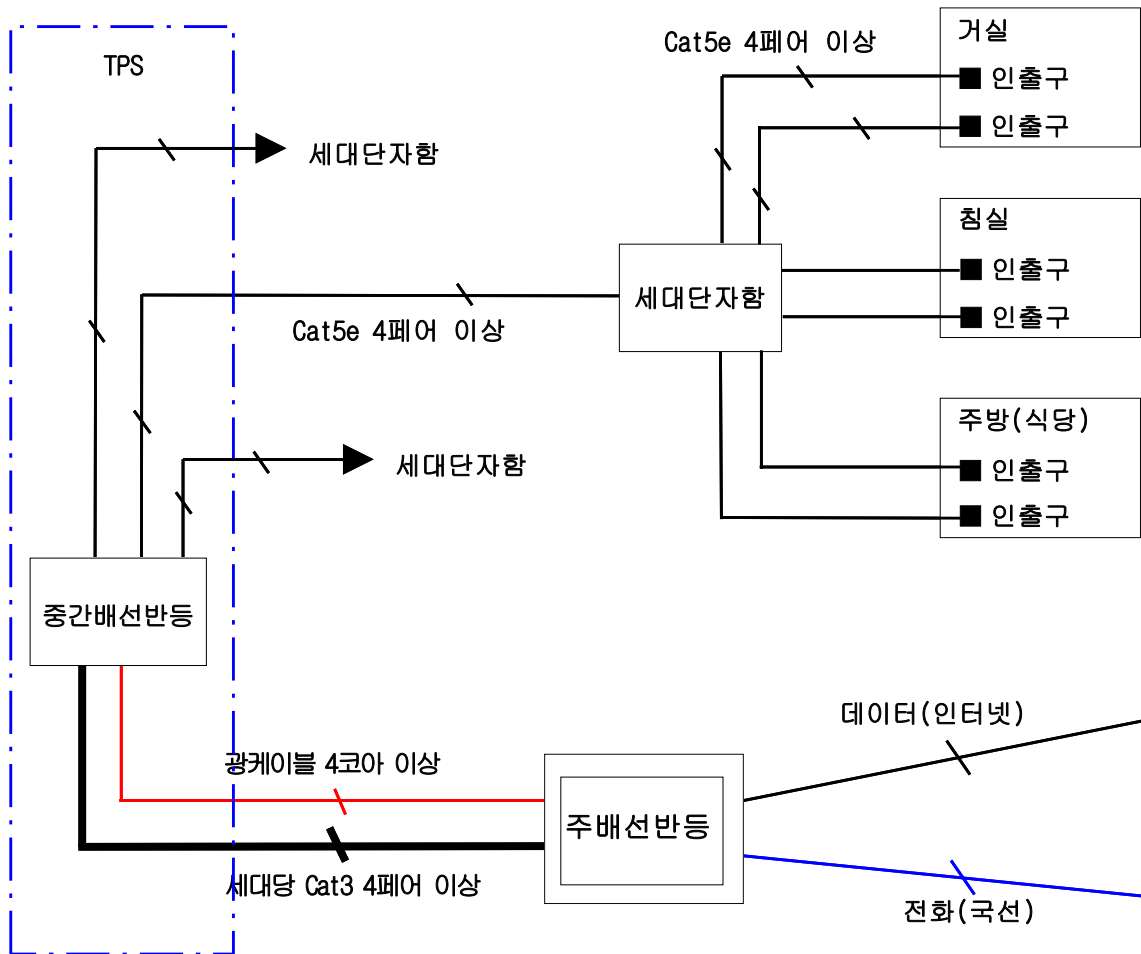 TPS
Cat5e 4페어 이상
거실
인출구
인출구
세대단자함
침실
인출구
인출구
세대단자함
Cat5e 4페어 이상
주방(식당)
인출구
인출구
세대단자함
중간배선반등
데이터(인터넷)
광케이블 4코아 이상
주배선반등
세대당 Cat3 4페어 이상
전화(국선)